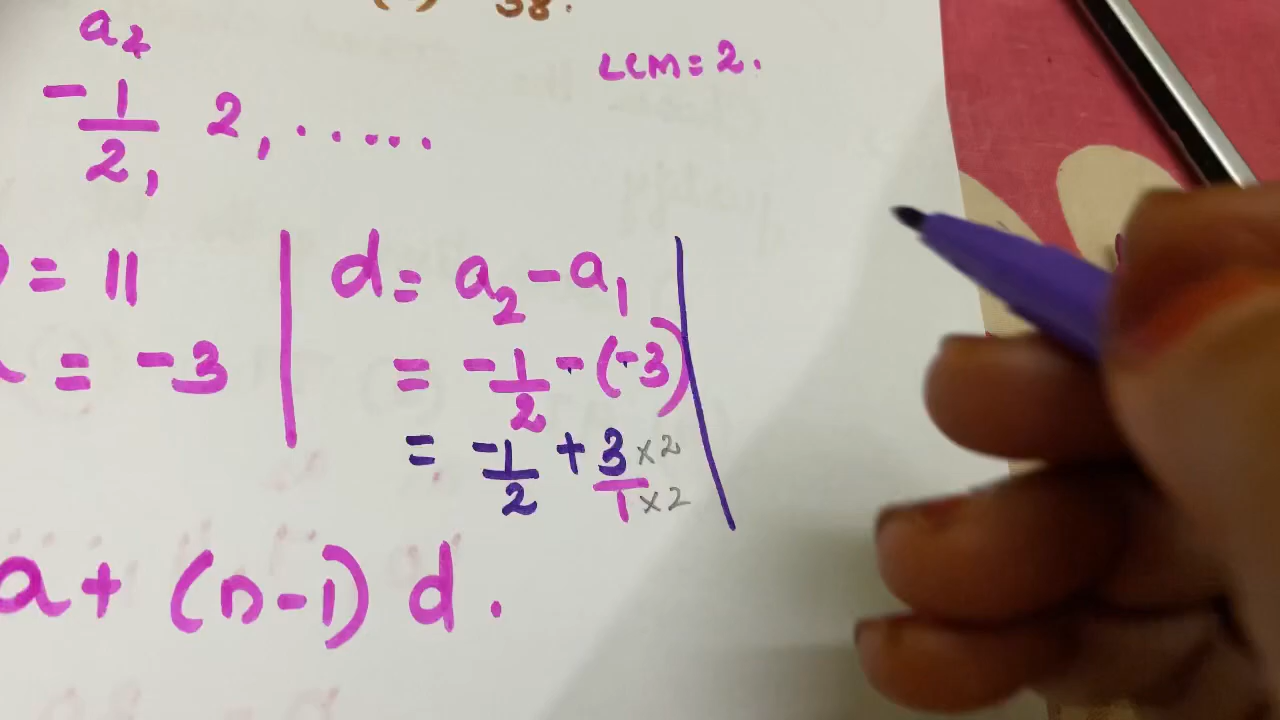 38.
a₂
LCM = 2.
-1/2, 2, .....
= 11
d = a₂ - a₁
= -3
= -1/2 - (-3)
= -1/2 + 3×2/1×2
a + (n-1) d.